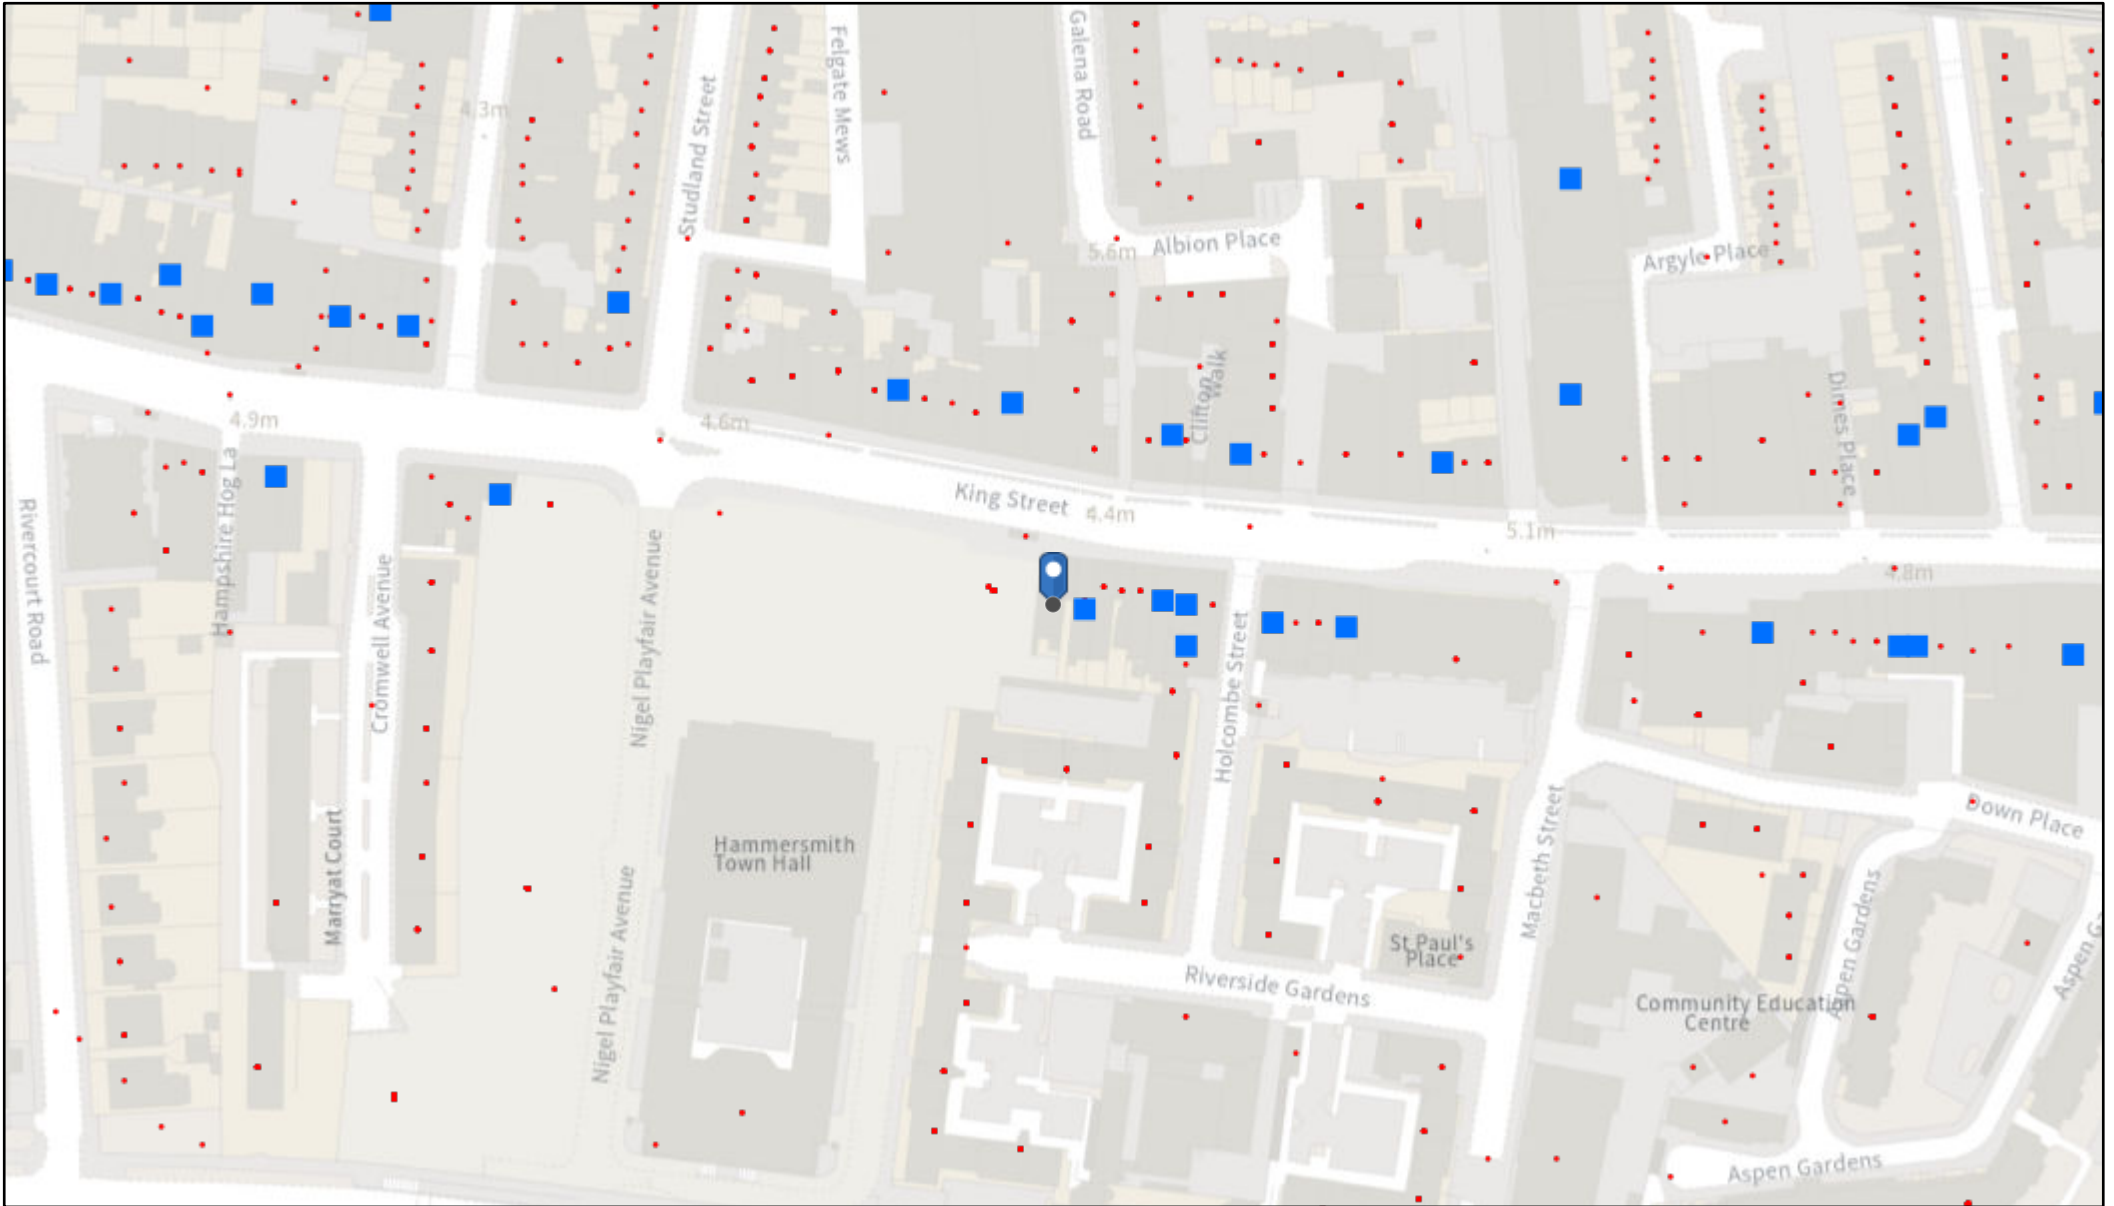 Felgate Mews
Galena Road
4.3m
Studland Street
5.6m
Albion Place
Argyle Place
Clifton
Walk
Dimes Place
4.9m
4.6m
King Street
4.4m
5.1m
4.8m
Rivercourt Road
Hampshire Hog La
Cromwell Avenue
Nigel Playfair Avenue
Holcombe Street
Marryat Court
Hammersmith
Town Hall
Macbeth Street
Down Place
Nigel Playfair Avenue
St Paul's
Place
Riverside Gardens
Aspen Gardens
Community Education
Centre
Aspen G
Aspen Gardens